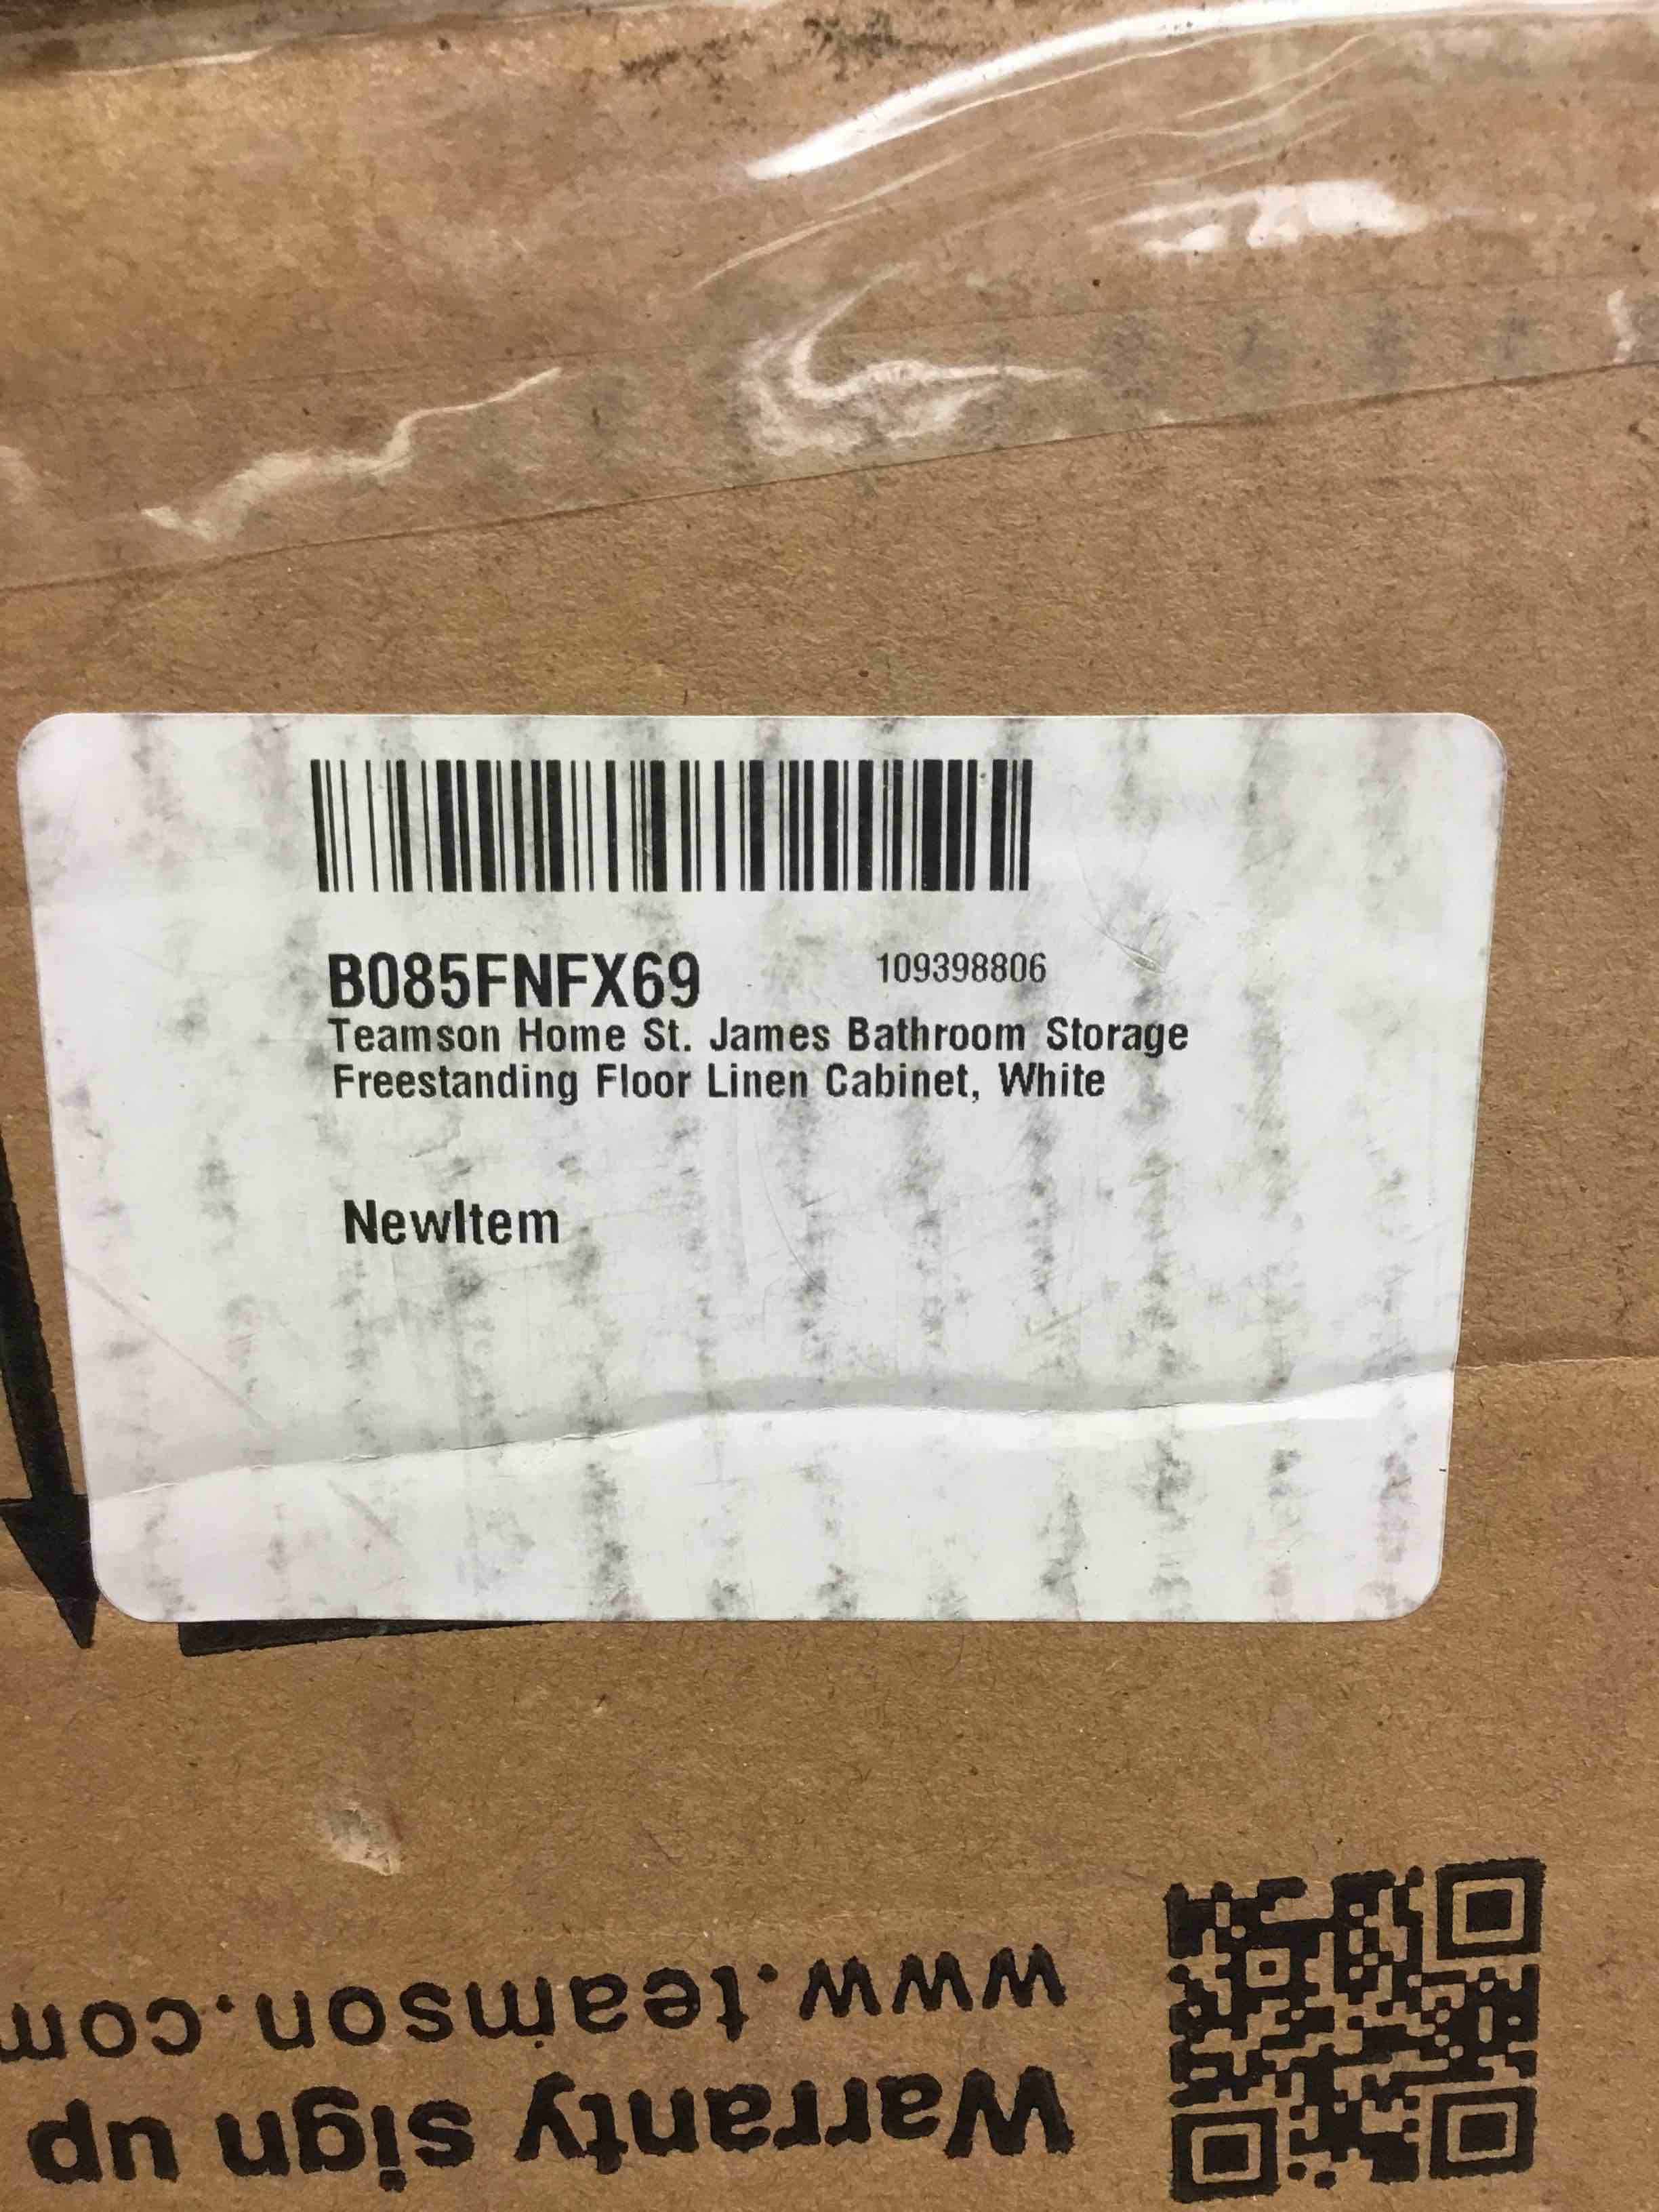 B085FNFX69 109398806
Teamson Home St. James Bathroom Storage
Freestanding Floor Linen Cabinet, White
NewItem
Warranty sign up
www.teamson.com